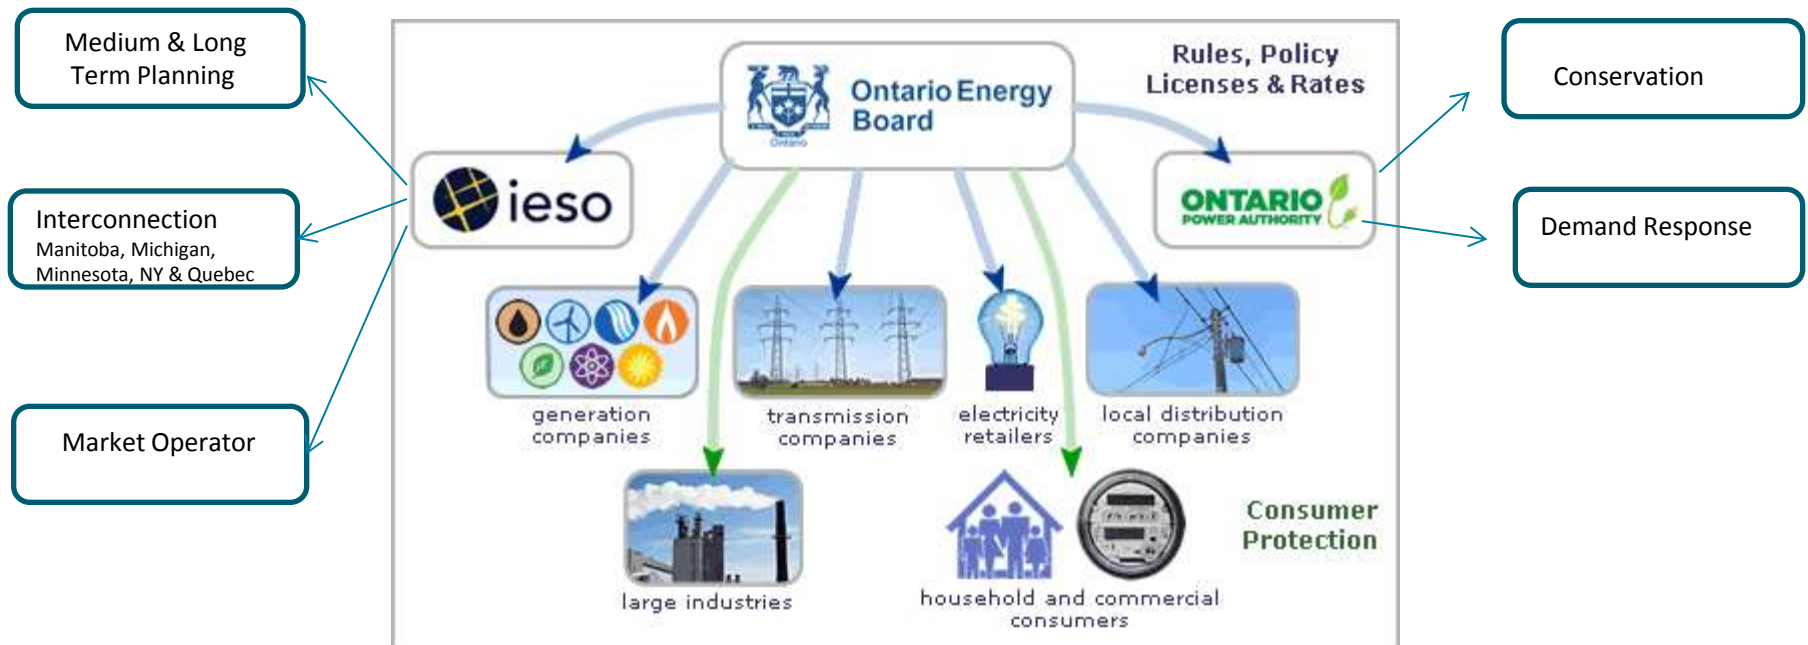 Medium & Long
Term Planning
Interconnection
Manitoba, Michigan,
Minnesota, NY & Quebec
Market Operator
Rules, Policy
Licenses & Rates
Ontario Energy
Board
Ontario
ieso
ONTARIO
POWER AUTHORITY
generation
companies
transmission
companies
electricity
retailers
local distribution
companies
large industries
household and commercial
consumers
Consumer
Protection
Conservation
Demand Response